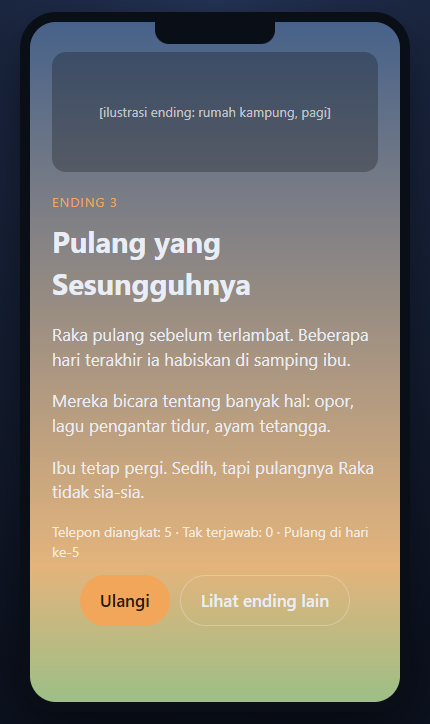 [ilustrasi ending: rumah kampung, pagi]
ENDING 3
Pulang yang
Sesungguhnya
Raka pulang sebelum terlambat. Beberapa
hari terakhir ia habiskan di samping ibu.
Mereka bicara tentang banyak hal: opor,
lagu pengantar tidur, ayam tetangga.
Ibu tetap pergi. Sedih, tapi pulangnya Raka
tidak sia-sia.
Telepon diangkat: 5 · Tak terjawab: 0 · Pulang di hari
ke-5
Ulangi
Lihat ending lain